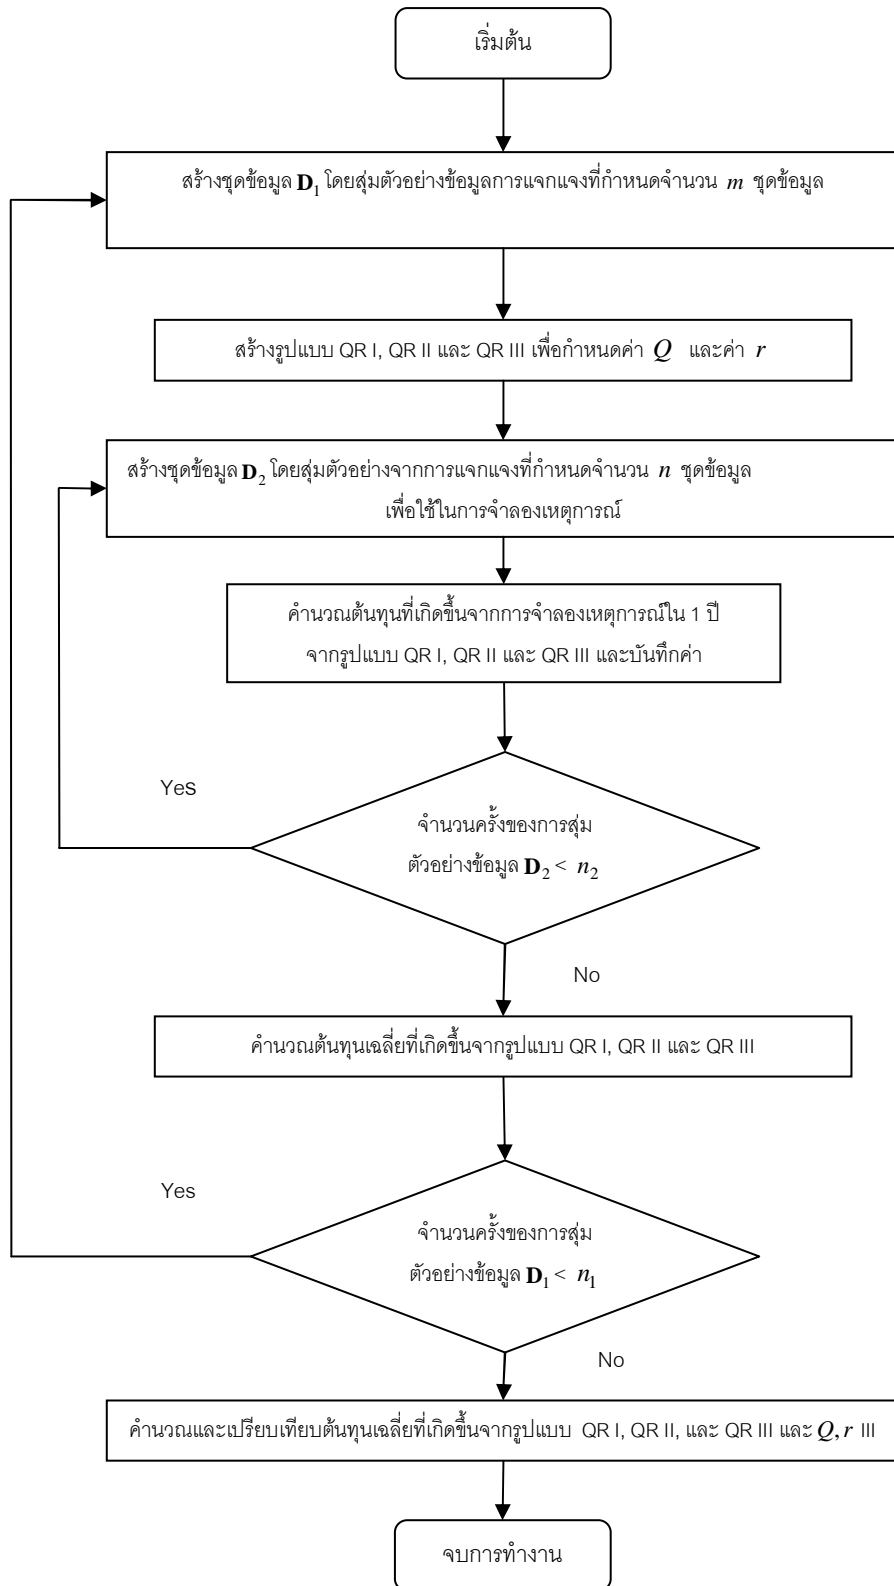 เริ่มต้น
สร้างชุดข้อมูล D₁ โดยสุ่มตัวอย่างข้อมูลการแจกแจงที่กำหนดจำนวน m ชุดข้อมูล
สร้างรูปแบบ QR I, QR II และ QR III เพื่อกำหนดค่า Q และค่า r
สร้างชุดข้อมูล D₂ โดยสุ่มตัวอย่างจากการแจกแจงที่กำหนดจำนวน n ชุดข้อมูล
เพื่อใช้ในการจำลองเหตุการณ์
คำนวณต้นทุนที่เกิดขึ้นจากการจำลองเหตุการณ์ใน 1 ปี
จากรูปแบบ QR I, QR II และ QR III และบันทึกค่า
Yes
จำนวนครั้งของการสุ่ม
ตัวอย่างข้อมูล D₂ < n₂
No
คำนวณต้นทุนเฉลี่ยที่เกิดขึ้นจากรูปแบบ QR I, QR II และ QR III
Yes
จำนวนครั้งของการสุ่ม
ตัวอย่างข้อมูล D₁ < n₁
No
คำนวณและเปรียบเทียบต้นทุนเฉลี่ยที่เกิดขึ้นจากรูปแบบ QR I, QR II, และ QR III และ Q, r III
จบการทำงาน